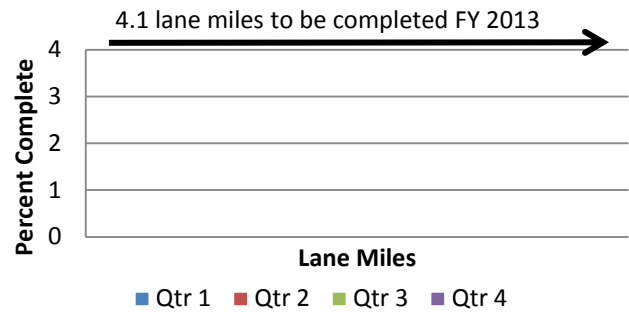 4.1 lane miles to be completed FY 2013
Percent Complete
4
3
2
1
0
Lane Miles
Qtr 1 Qtr 2 Qtr 3 Qtr 4